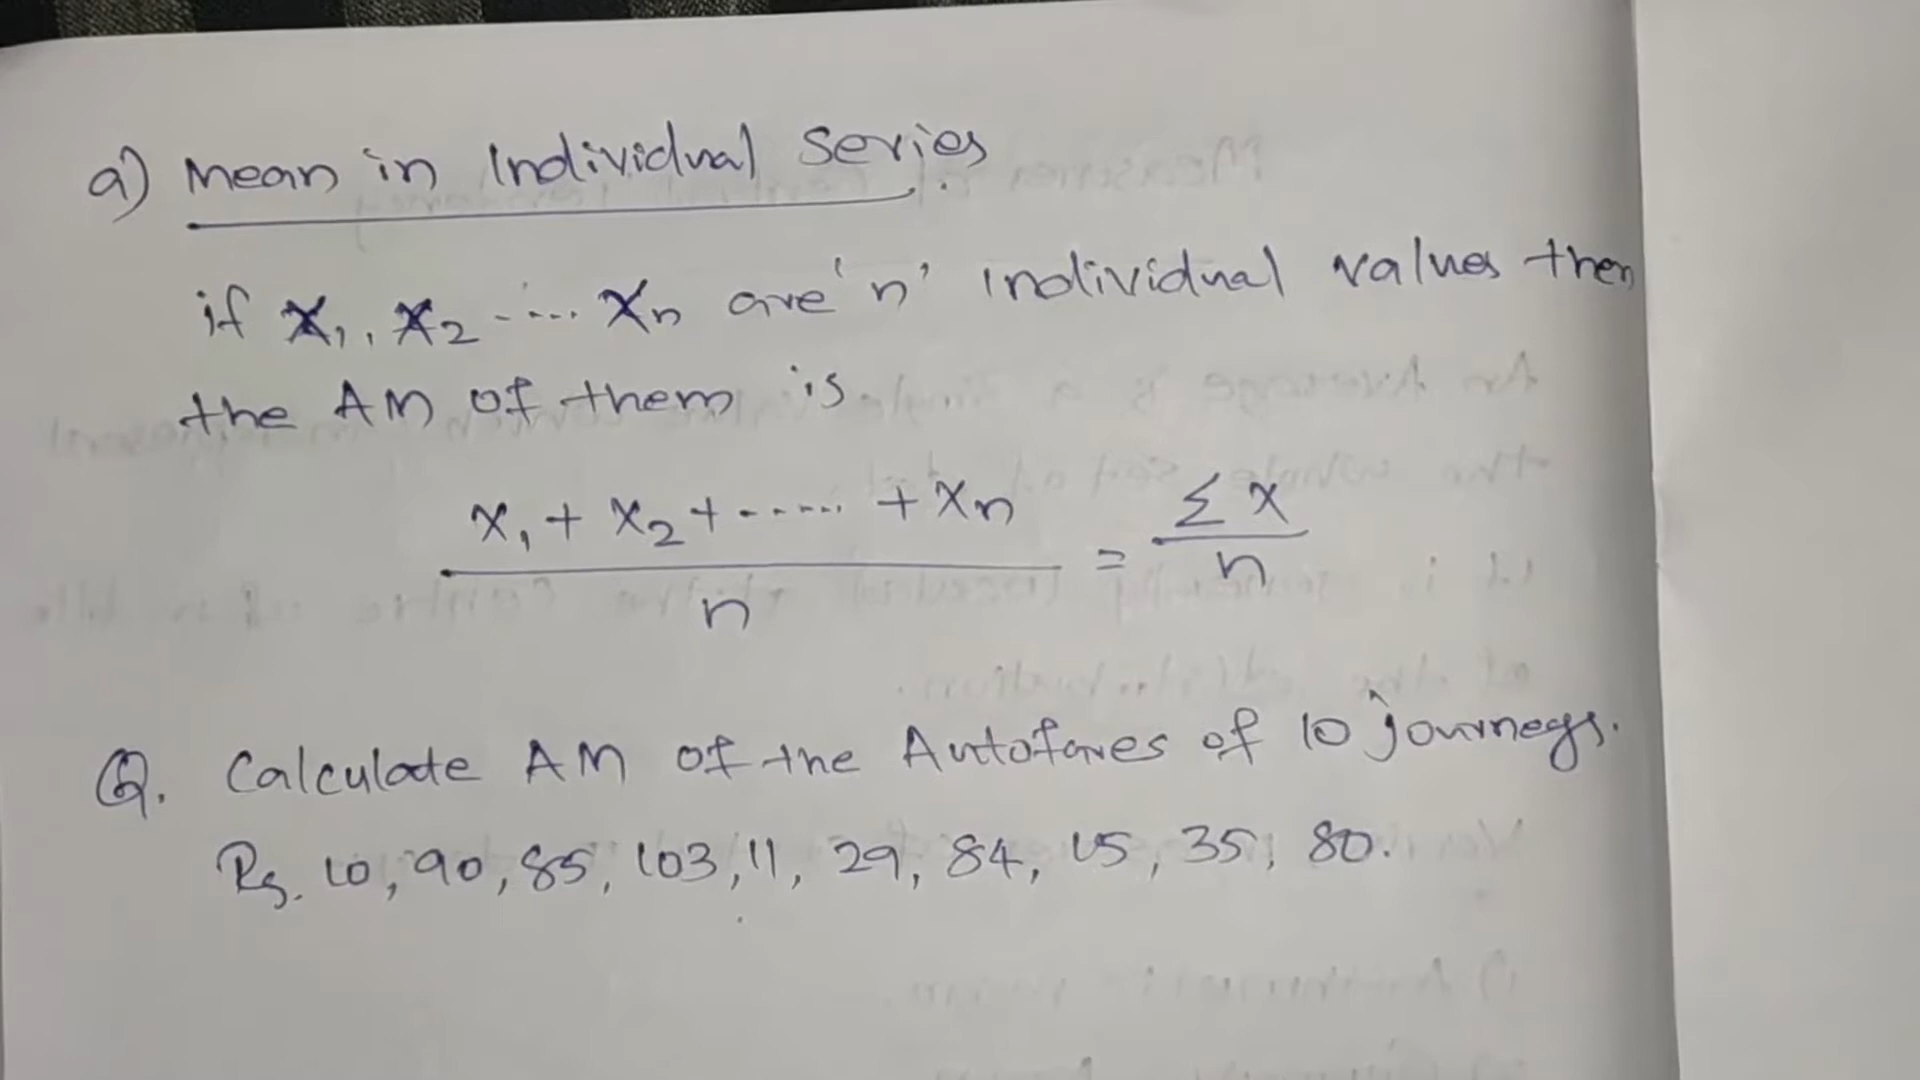 a) Mean in Individual Series
if x₁, x₂ ..... xₙ are 'n' individual values then
the AM of them is
x₁ + x₂ + ...... + xₙ / n = Σx / n
Q. Calculate AM of the Autofares of 10 journeys.
Rs. 10, 90, 85, 103, 11, 29, 84, 15, 35, 80.